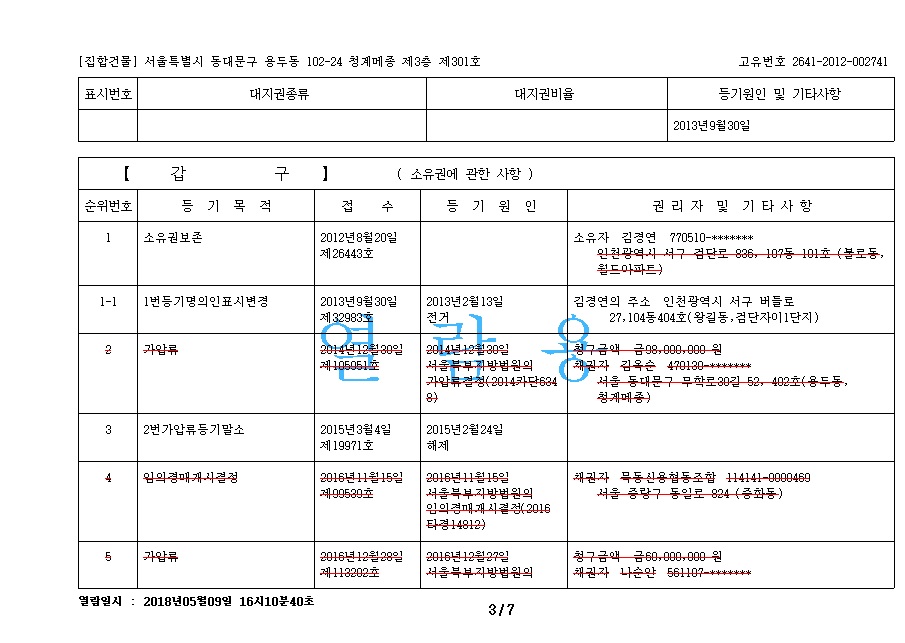 [집합건물] 서울특별시 동대문구 용두동 102-24 청계메종 제3층 제301호 고유번호 2641-2012-002741
표시번호 대지권종류 대지권비율 등기원인 및 기타사항
2013년9월30일
【 갑 구 】 ( 소유권에 관한 사항 )
순위번호 등 기 목 적 접 수 등 기 원 인 권 리 자 및 기 타 사 항
1 소유권보존 2012년8월20일 소유자 김경연 770510-*******
제26443호 인천광역시 서구 검단로 836, 107동 101호 (불로동,
월드아파트)
1-1 1번등기명의인표시변경 2013년9월30일 2013년2월13일 김경연의 주소 인천광역시 서구 버들로
제32983호 전거 27,104동404호(왕길동,검단자이1단지)
열 람 용
2 가압류 2014년12월30일 2014년12월30일 청구금액 금98,000,000 원
제105951호 서울북부지방법원의 채권자 김옥순 470130-*******
가압류결정(2014카단634 서울 동대문구 무학로30길 52, 402호(용두동,
8) 청계메종)
3 2번가압류등기말소 2015년3월4일 2015년2월24일
제19971호 해제
4 임의경매개시결정 2016년11월15일 2016년11월15일 채권자 묵동신용협동조합 114141-0000469
제99539호 서울북부지방법원의 서울 중랑구 동일로 824 (중화동)
임의경매개시결정(2016
타경14812)
5 가압류 2016년12월28일 2016년12월27일 청구금액 금60,000,000 원
제113202호 서울북부지방법원의 채권자 나순안 561107-*******
열람일시 : 2018년05월09일 16시10분40초
3/7